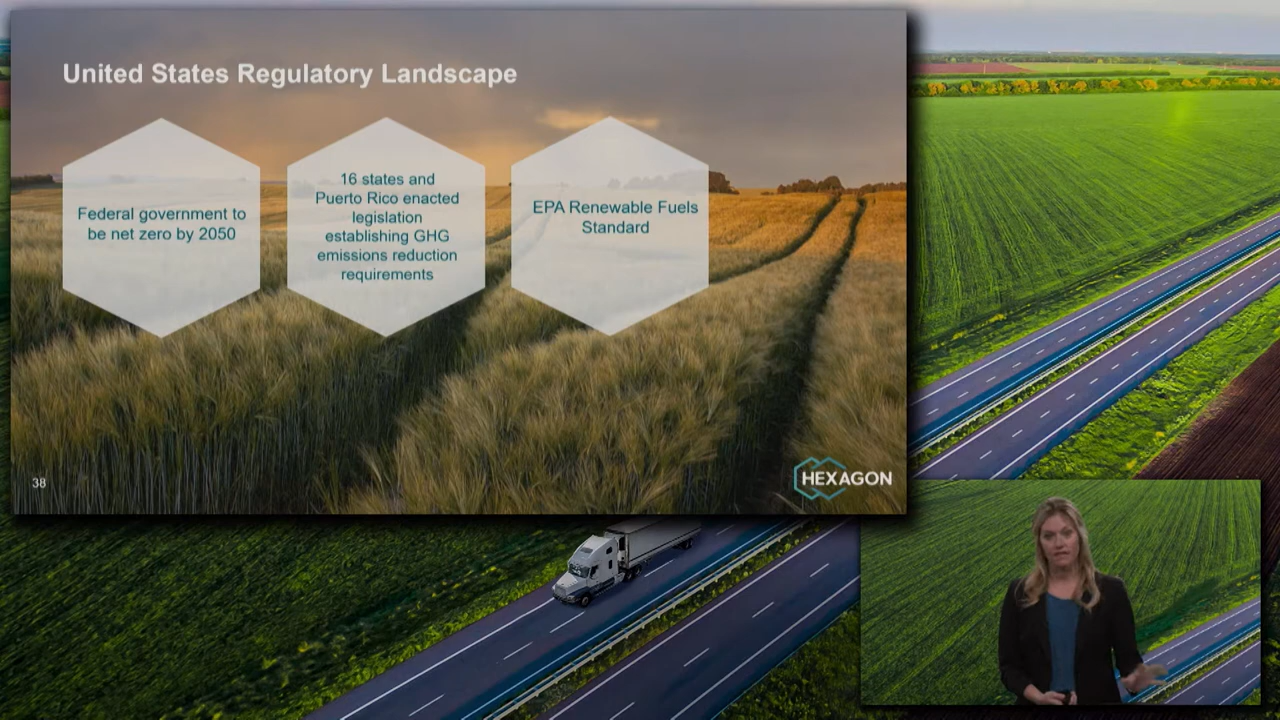 United States Regulatory Landscape
Federal government to
be net zero by 2050
16 states and
Puerto Rico enacted
legislation
establishing GHG
emissions reduction
requirements
EPA Renewable Fuels
Standard
38
HEXAGON